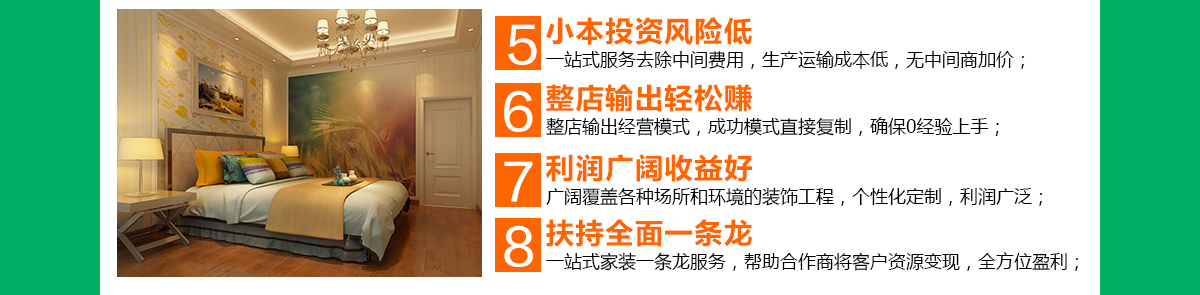 5 小本投资风险低
一站式服务去除中间费用，生产运输成本低，无中间商加价；
6 整店输出轻松赚
整店输出经营模式，成功模式直接复制，确保0经验上手；
7 利润广阔收益好
广阔覆盖各种场所和环境的装饰工程，个性化定制，利润广泛；
8 扶持全面一条龙
一站式家装一条龙服务，帮助合作商将客户资源变现，全方位盈利；